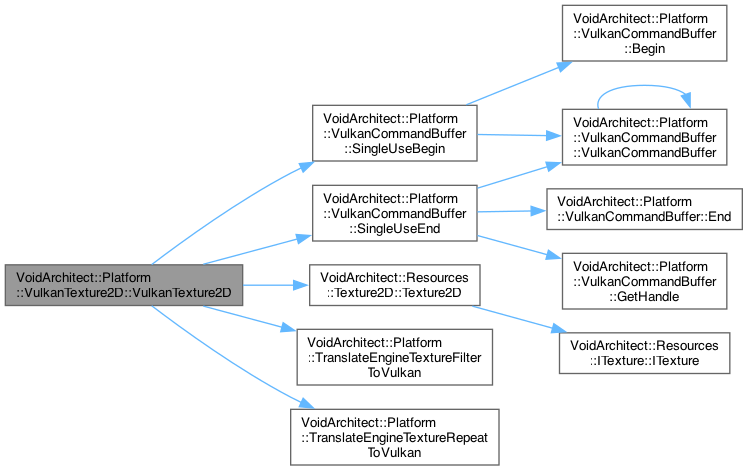 VoidArchitect::Platform
::VulkanTexture2D::VulkanTexture2D
VoidArchitect::Platform
::VulkanCommandBuffer
::SingleUseBegin
VoidArchitect::Platform
::VulkanCommandBuffer
::SingleUseEnd
VoidArchitect::Resources
::Texture2D::Texture2D
VoidArchitect::Platform
::TranslateEngineTextureFilter
ToVulkan
VoidArchitect::Platform
::TranslateEngineTextureRepeat
ToVulkan
VoidArchitect::Platform
::VulkanCommandBuffer
::Begin
VoidArchitect::Platform
::VulkanCommandBuffer
::VulkanCommandBuffer
VoidArchitect::Platform
::VulkanCommandBuffer::End
VoidArchitect::Platform
::VulkanCommandBuffer
::GetHandle
VoidArchitect::Resources
::ITexture::ITexture